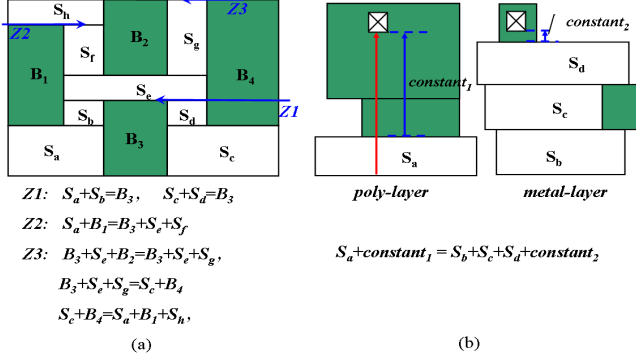 S_h
Z3
Z2
S_f
B_2
S_g
B_1
B_4
S_e
S_b
S_d
Z1
B_3
S_a
S_c
constant_1
S_a
poly-layer
constant_2
S_d
S_c
S_b
metal-layer
Z1: S_a+S_b=B_3, S_c+S_d=B_3
Z2: S_a+B_1=B_3+S_e+S_f
Z3: B_3+S_e+B_2=B_3+S_e+S_g,
B_3+S_e+S_g=S_c+B_4
S_c+B_4=S_a+B_1+S_h,
S_a+constant_1 = S_b+S_c+S_d+constant_2
(a)
(b)